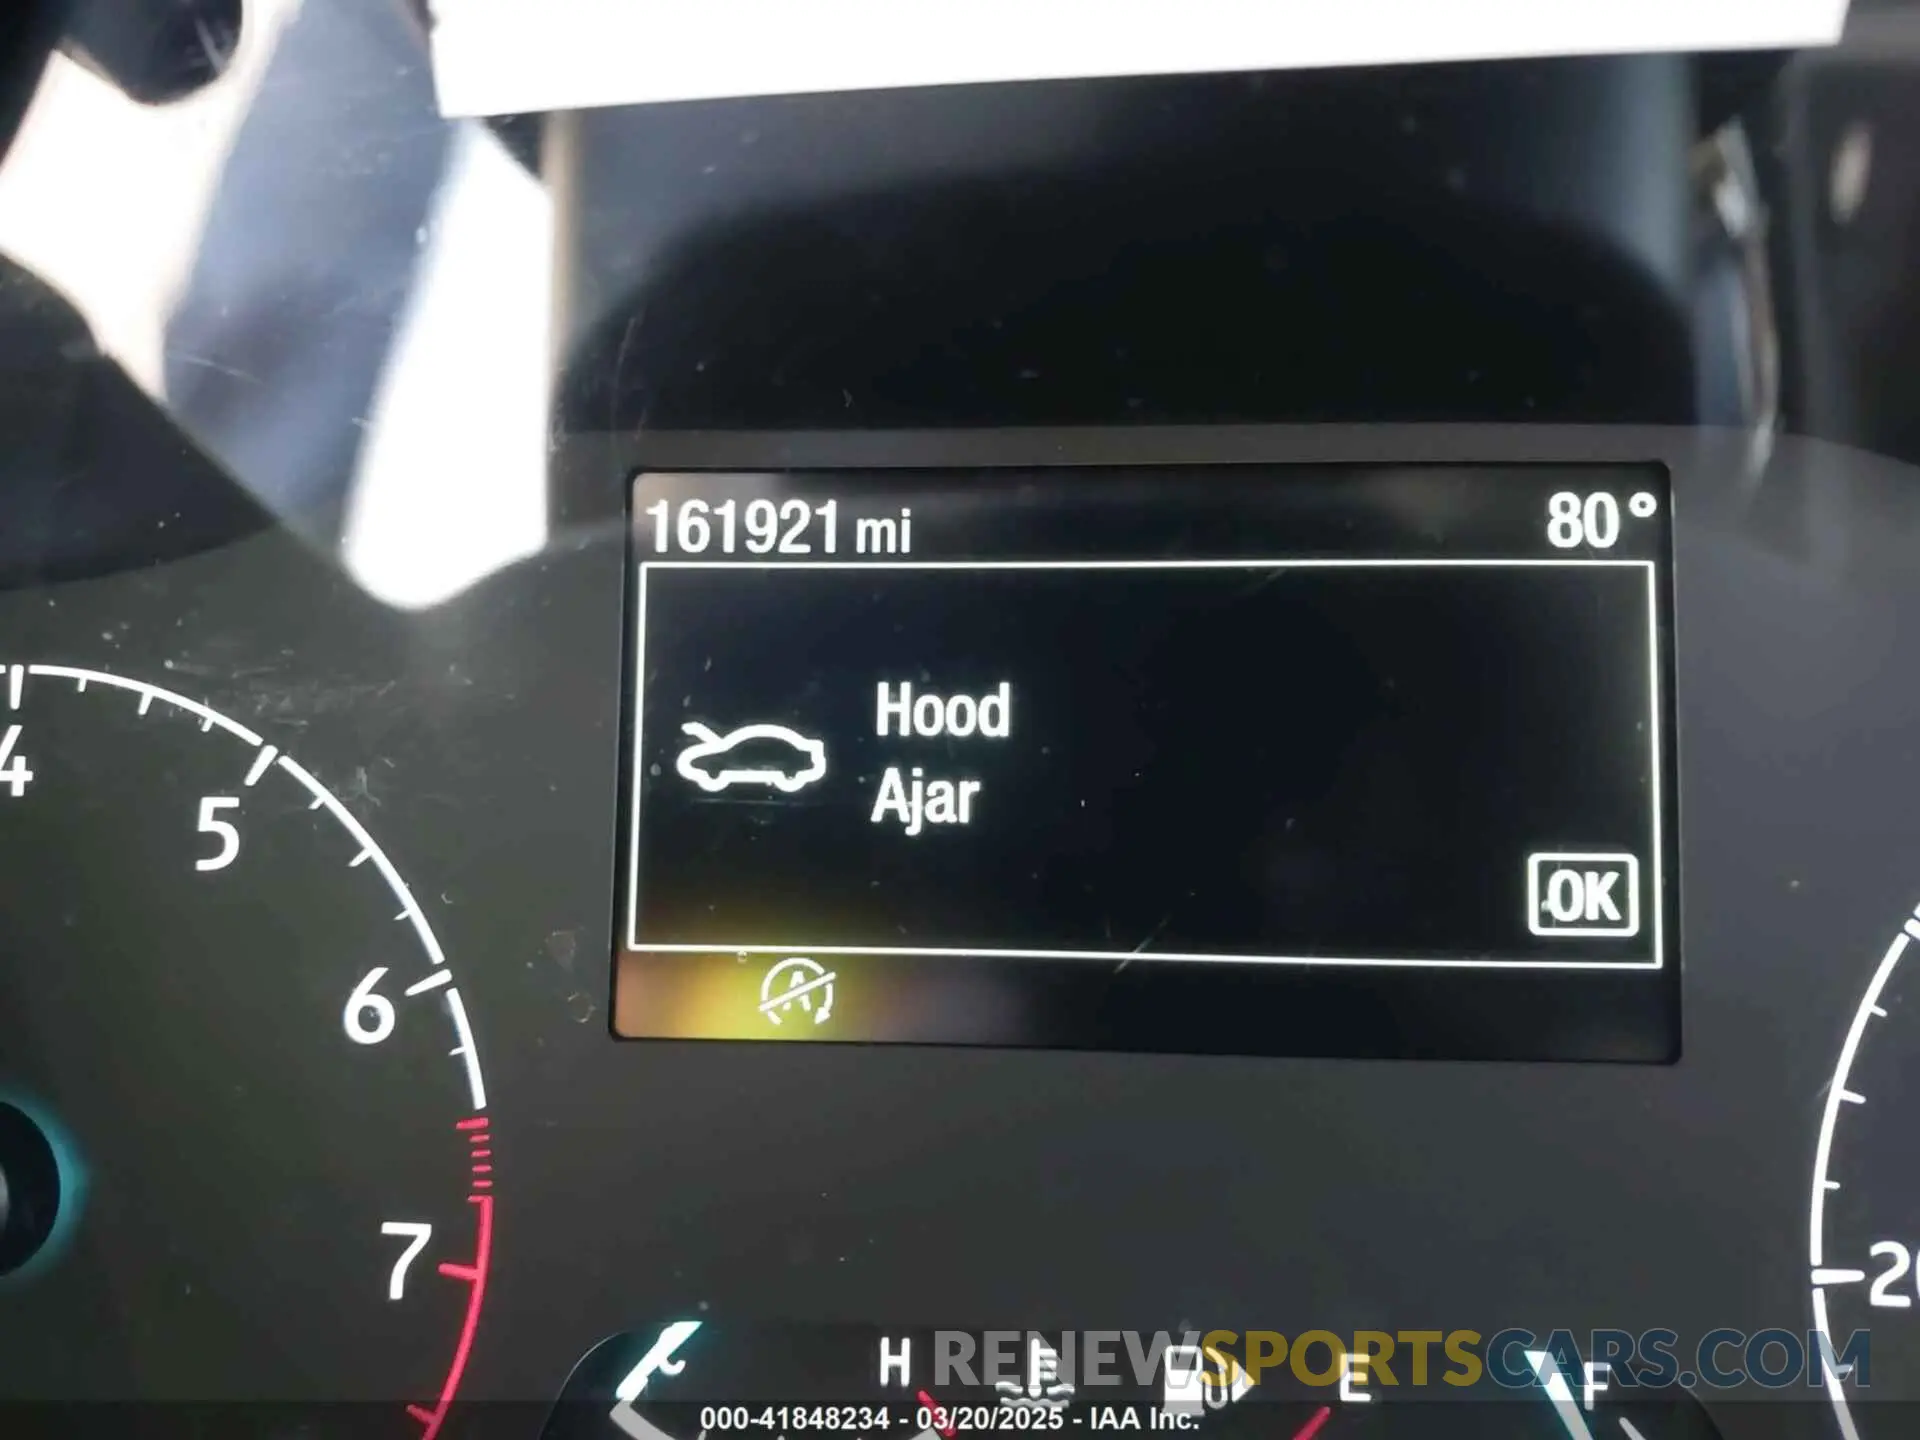 161921 mi 80°
Hood
Ajar
OK
A
4
5
6
7
20
H E F
RENEWSPORTSCARS.COM
000-41848234 - 03/20/2025 - IAA Inc.